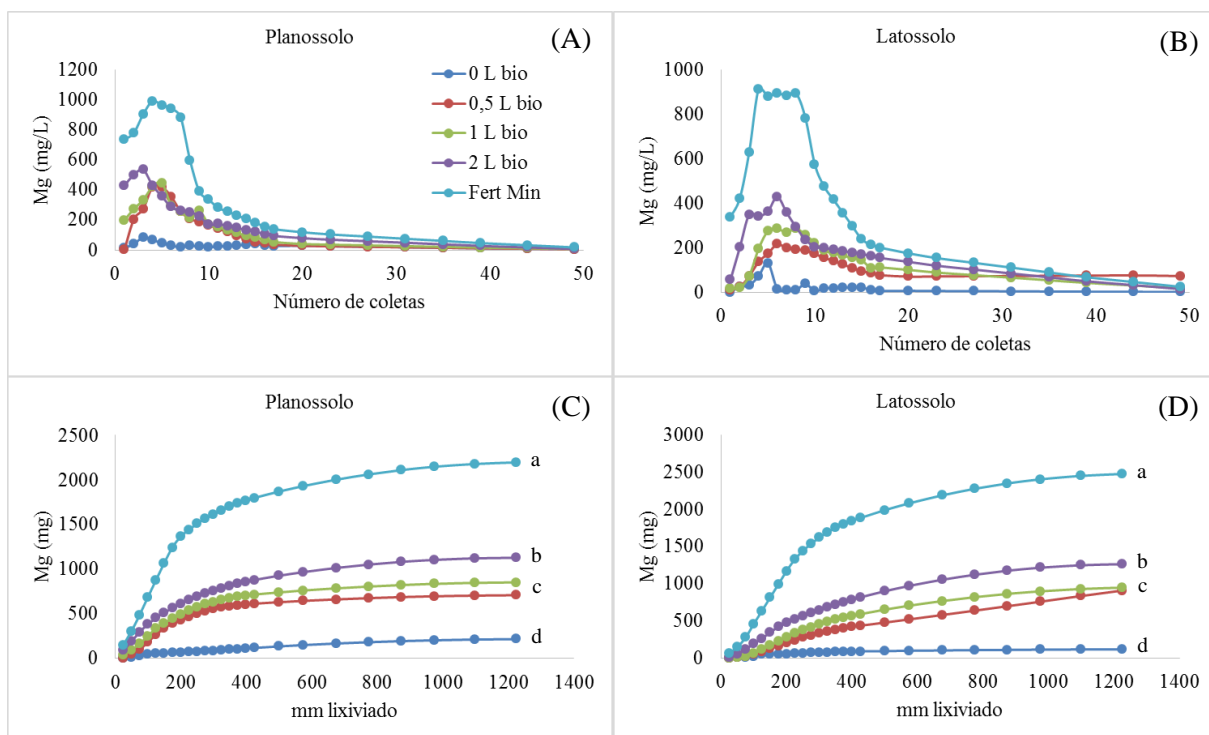 Planossolo
(A)
Mg (mg/L)
1200
1000
800
600
400
200
0
0 10 20 30 40 50
Número de coletas
0 L bio
0,5 L bio
1 L bio
2 L bio
Fert Min
Latossolo
(B)
Mg (mg/L)
1000
800
600
400
200
0
0 10 20 30 40 50
Número de coletas
Planossolo
(C)
Mg (mg)
2500
2000
1500
1000
500
0
0 200 400 600 800 1000 1200 1400
mm lixiviado
a
b
c
d
Latossolo
(D)
Mg (mg)
3000
2500
2000
1500
1000
500
0
0 200 400 600 800 1000 1200 1400
mm lixiviado
a
b
c
d